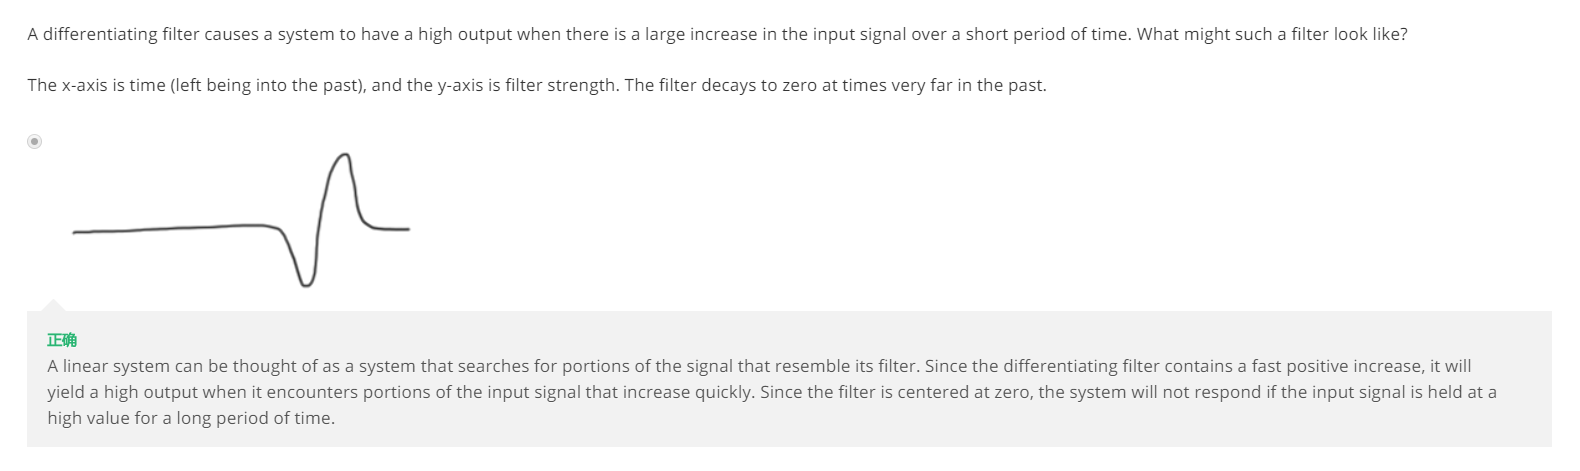 A differentiating filter causes a system to have a high output when there is a large increase in the input signal over a short period of time. What might such a filter look like?
The x-axis is time (left being into the past), and the y-axis is filter strength. The filter decays to zero at times very far in the past.
正确
A linear system can be thought of as a system that searches for portions of the signal that resemble its filter. Since the differentiating filter contains a fast positive increase, it will
yield a high output when it encounters portions of the input signal that increase quickly. Since the filter is centered at zero, the system will not respond if the input signal is held at a
high value for a long period of time.